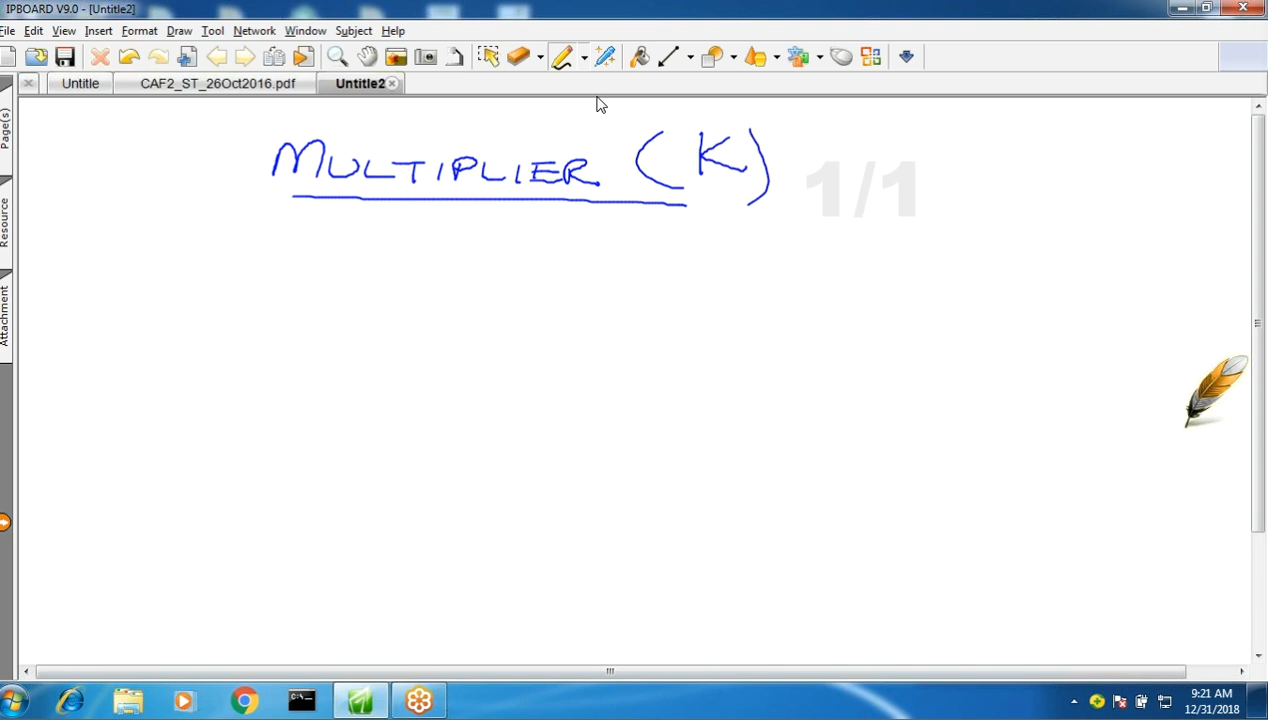 IPBOARD V9.0 - [Untitle2]
File Edit View Insert Format Draw Tool Network Window Subject Help
Untitle CAF2_ST_26Oct2016.pdf Untitle2
Page(s)
Resource
Attachment
MULTIPLIER (K)
1/1
9:21 AM
12/31/2018